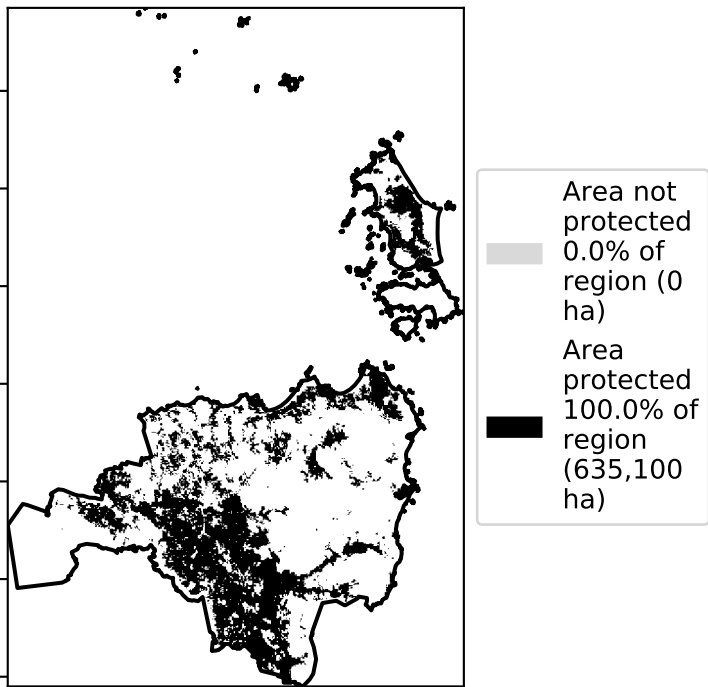 Area not
protected
0.0% of
region (0
ha)
Area
protected
100.0% of
region
(635,100
ha)